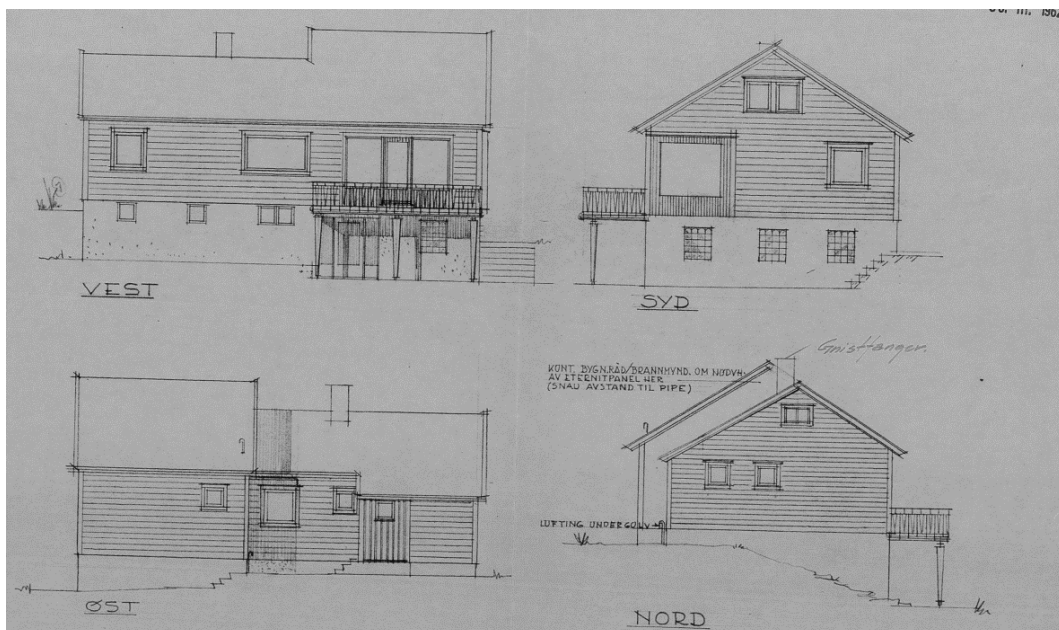 VEST
SYD
Gnistfanger.
KONT. BYGN.RÅD/BRANNMYND. OM NØDVH.
AV ETERNITPANEL HER
(SNAU AVSTAND TIL PIPE)
LUFTING UNDERGOLV
ØST
NORD